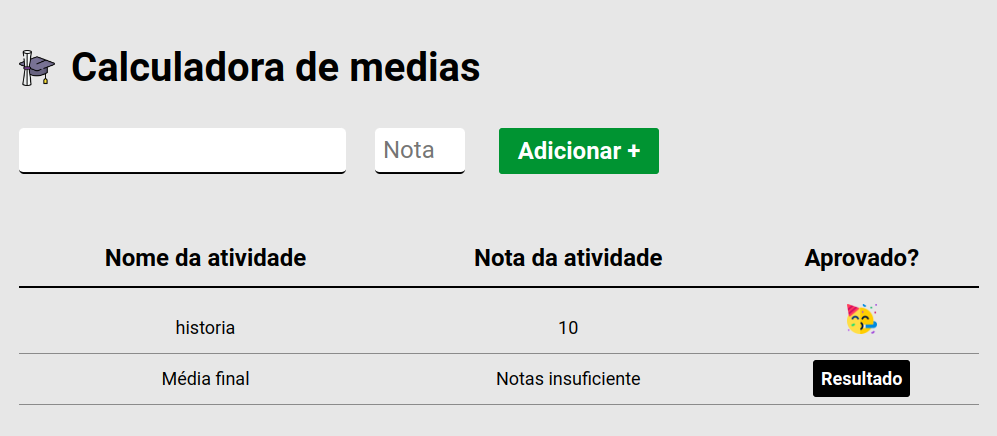 Calculadora de medias
Nota Adicionar +
Nome da atividade Nota da atividade Aprovado?
historia 10
Média final Notas insuficiente Resultado